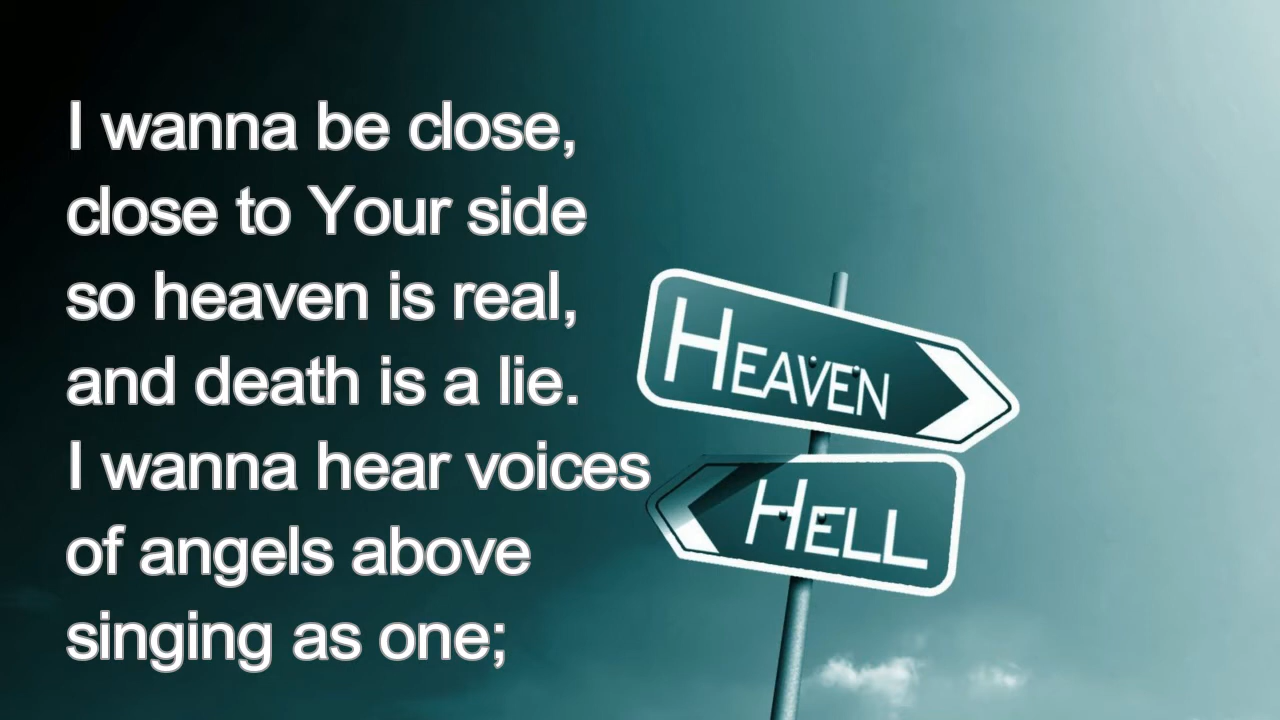 I wanna be close,
close to Your side
so heaven is real,
and death is a lie.
I wanna hear voices
of angels above
singing as one;
HEAVEN
HELL